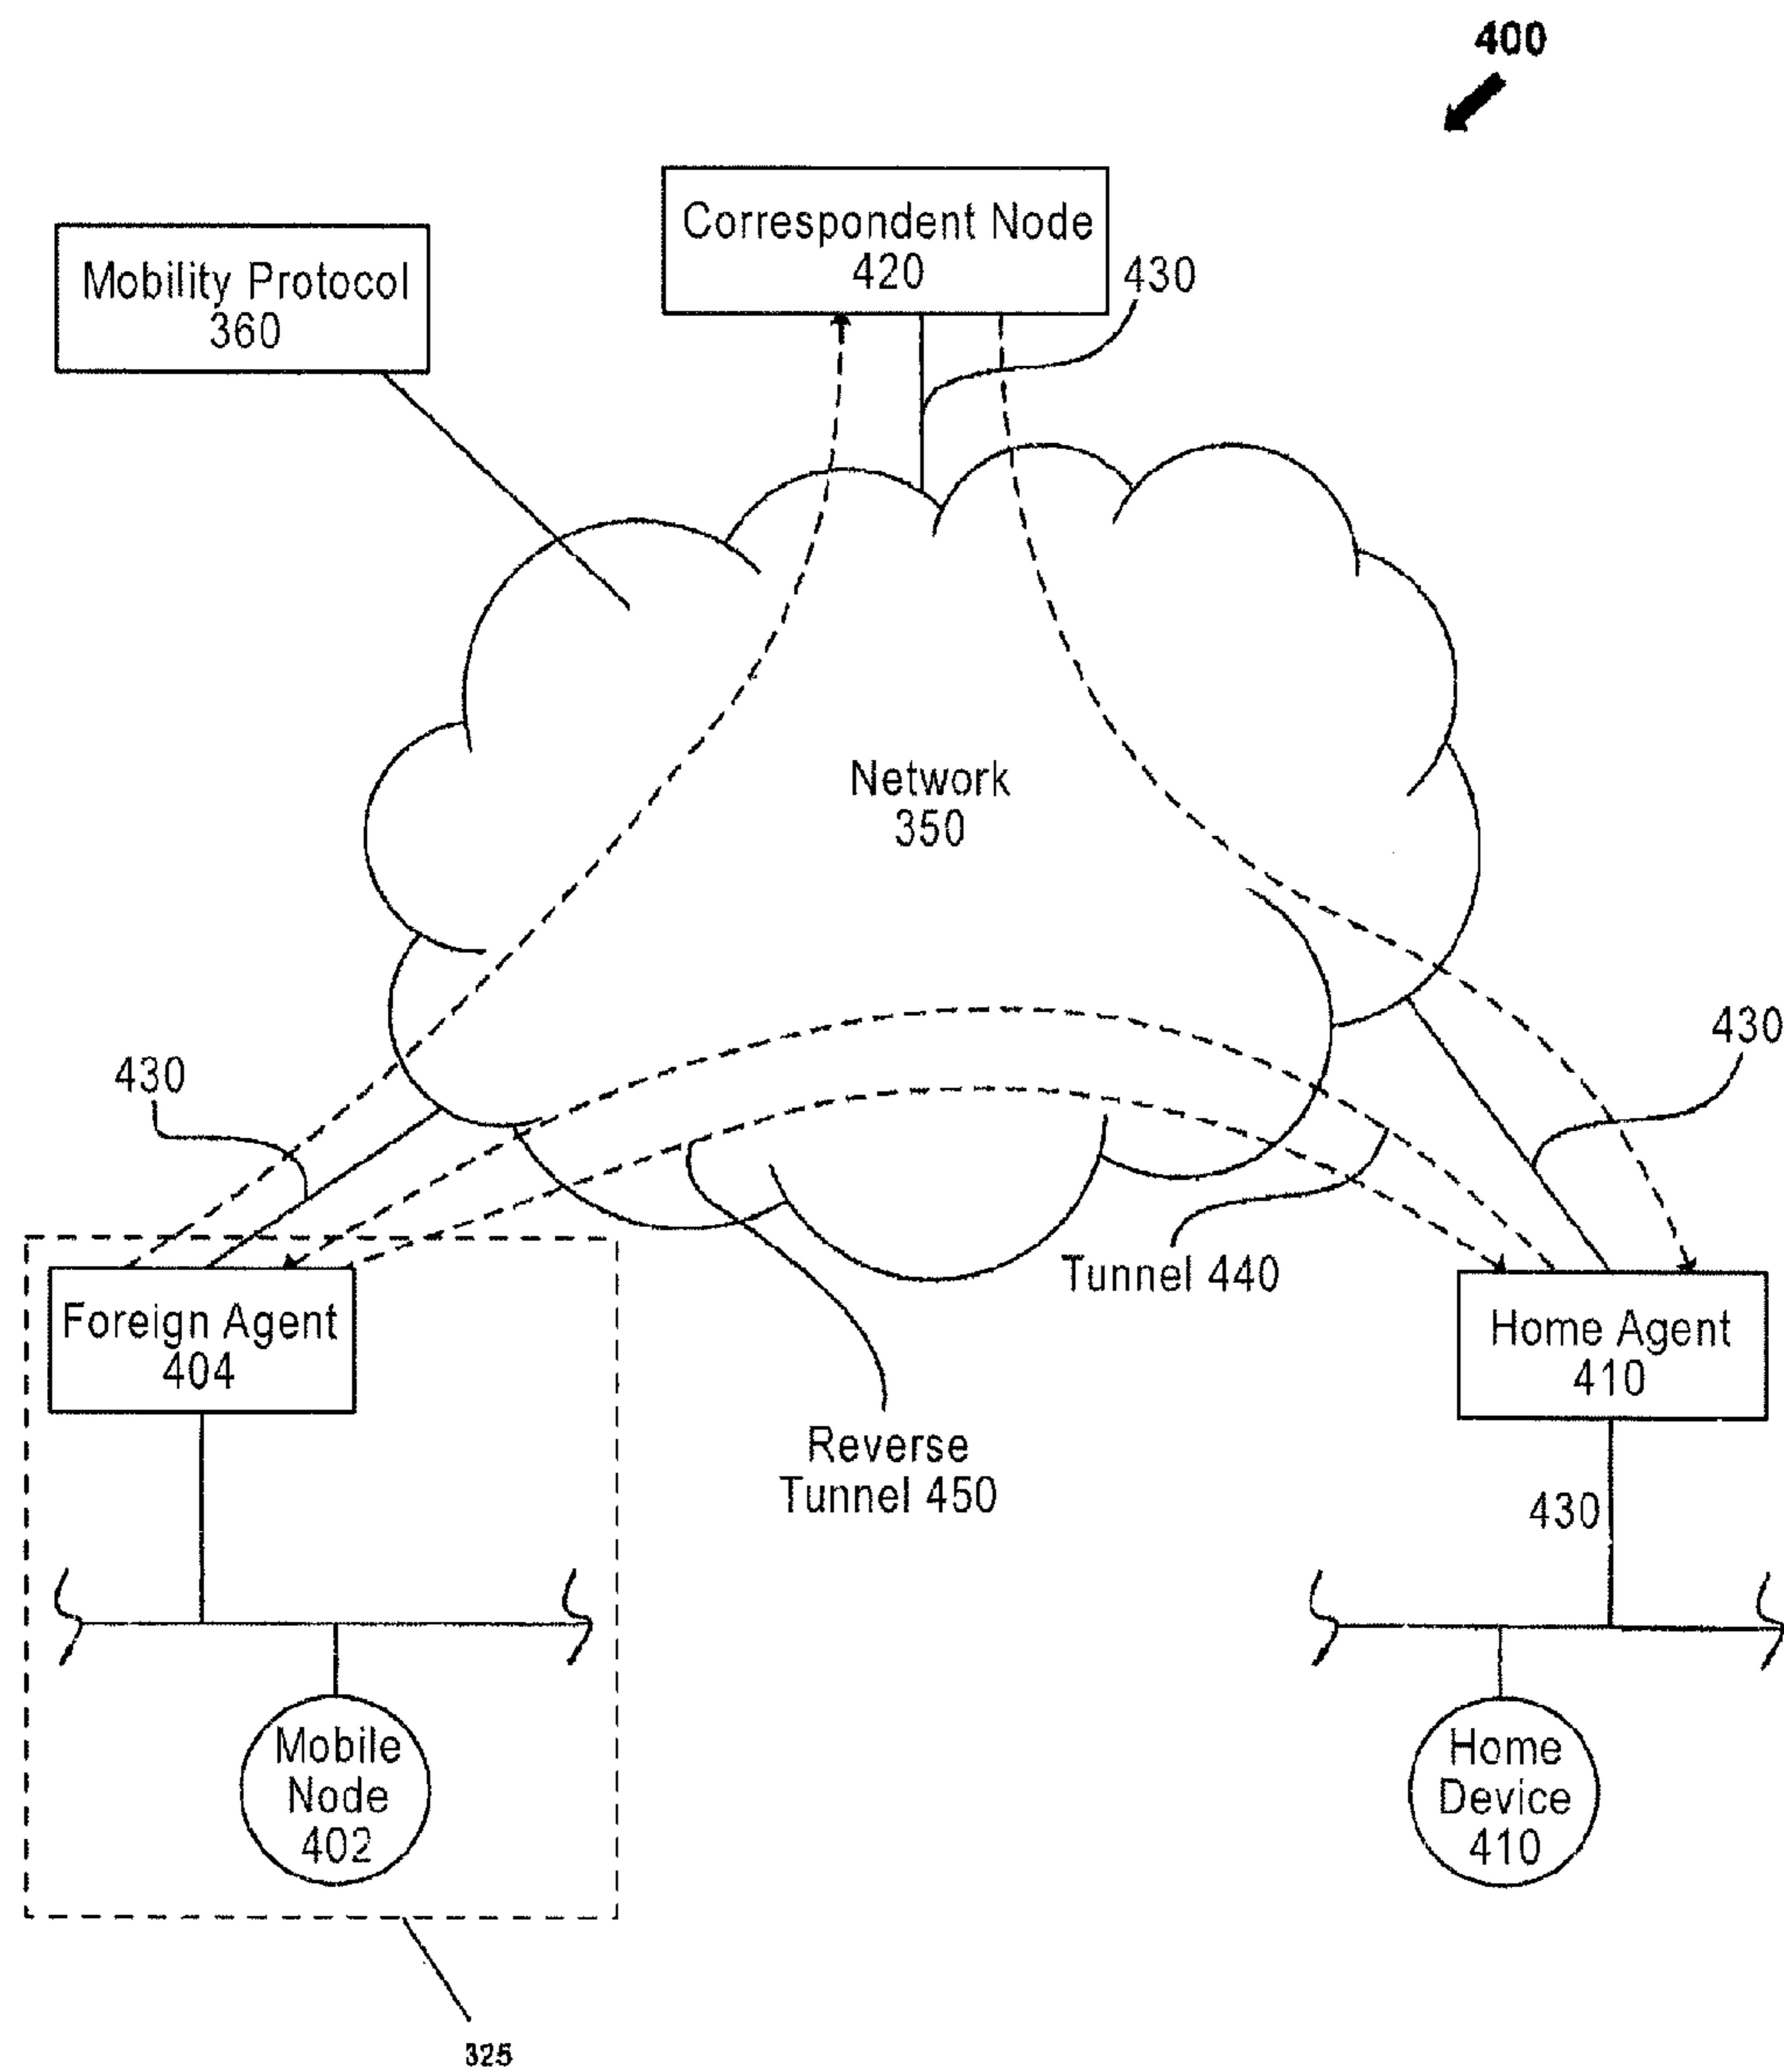 400
Correspondent Node
420
430
Mobility Protocol
360
Network
350
430
430
Tunnel 440
Foreign Agent
404
Home Agent
410
Reverse
Tunnel 450
430
Mobile
Node
402
Home
Device
410
325